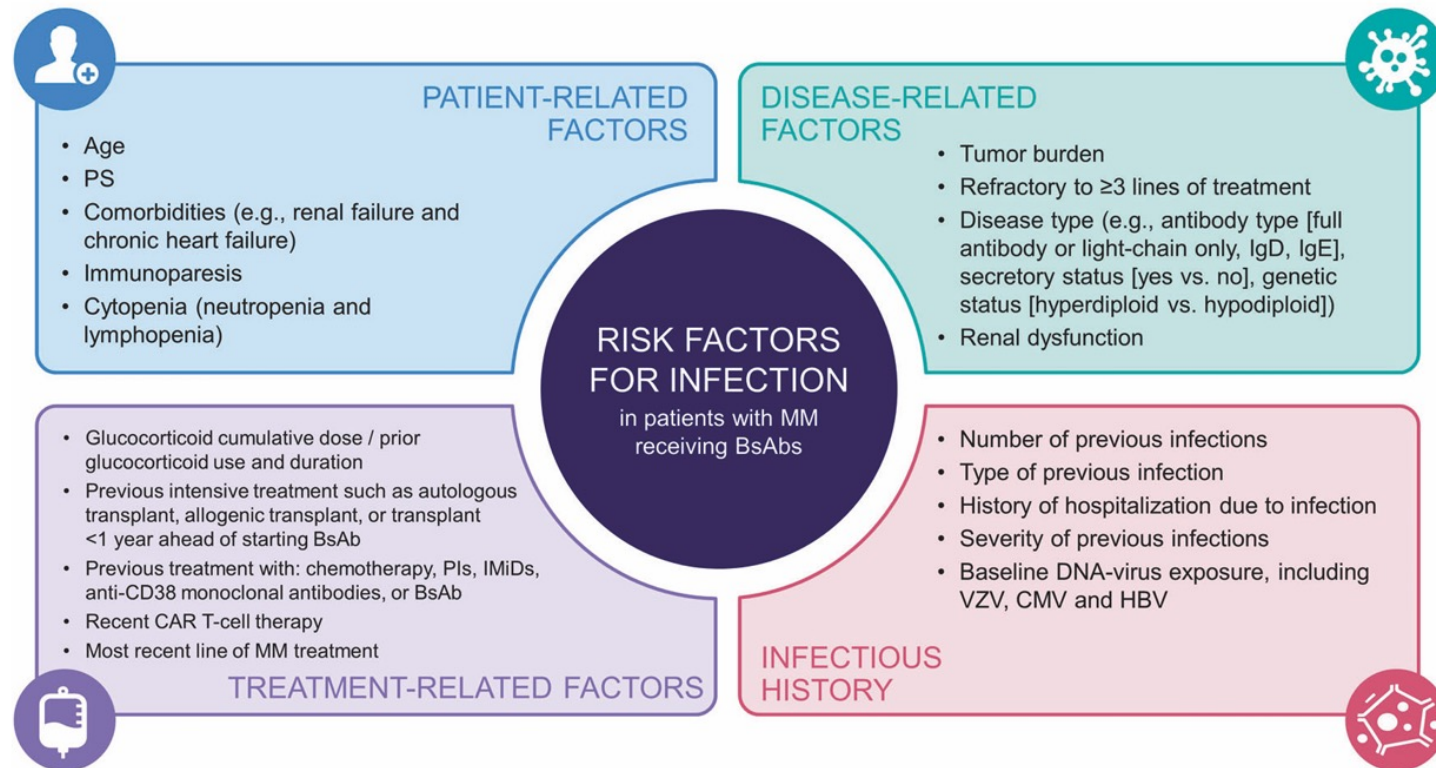 PATIENT-RELATED
FACTORS
• Age
• PS
• Comorbidities (e.g., renal failure and
chronic heart failure)
• Immunoparesis
• Cytopenia (neutropenia and
lymphopenia)
DISEASE-RELATED
FACTORS
• Tumor burden
• Refractory to ≥3 lines of treatment
• Disease type (e.g., antibody type [full
antibody or light-chain only, IgD, IgE],
secretory status [yes vs. no], genetic
status [hyperdiploid vs. hypodiploid])
• Renal dysfunction
RISK FACTORS
FOR INFECTION
in patients with MM
receiving BsAbs
• Glucocorticoid cumulative dose / prior
glucocorticoid use and duration
• Previous intensive treatment such as autologous
transplant, allogenic transplant, or transplant
<1 year ahead of starting BsAb
• Previous treatment with: chemotherapy, PIs, IMiDs,
anti-CD38 monoclonal antibodies, or BsAb
• Recent CAR T-cell therapy
• Most recent line of MM treatment
TREATMENT-RELATED FACTORS
• Number of previous infections
• Type of previous infection
• History of hospitalization due to infection
• Severity of previous infections
• Baseline DNA-virus exposure, including
VZV, CMV and HBV
INFECTIOUS
HISTORY